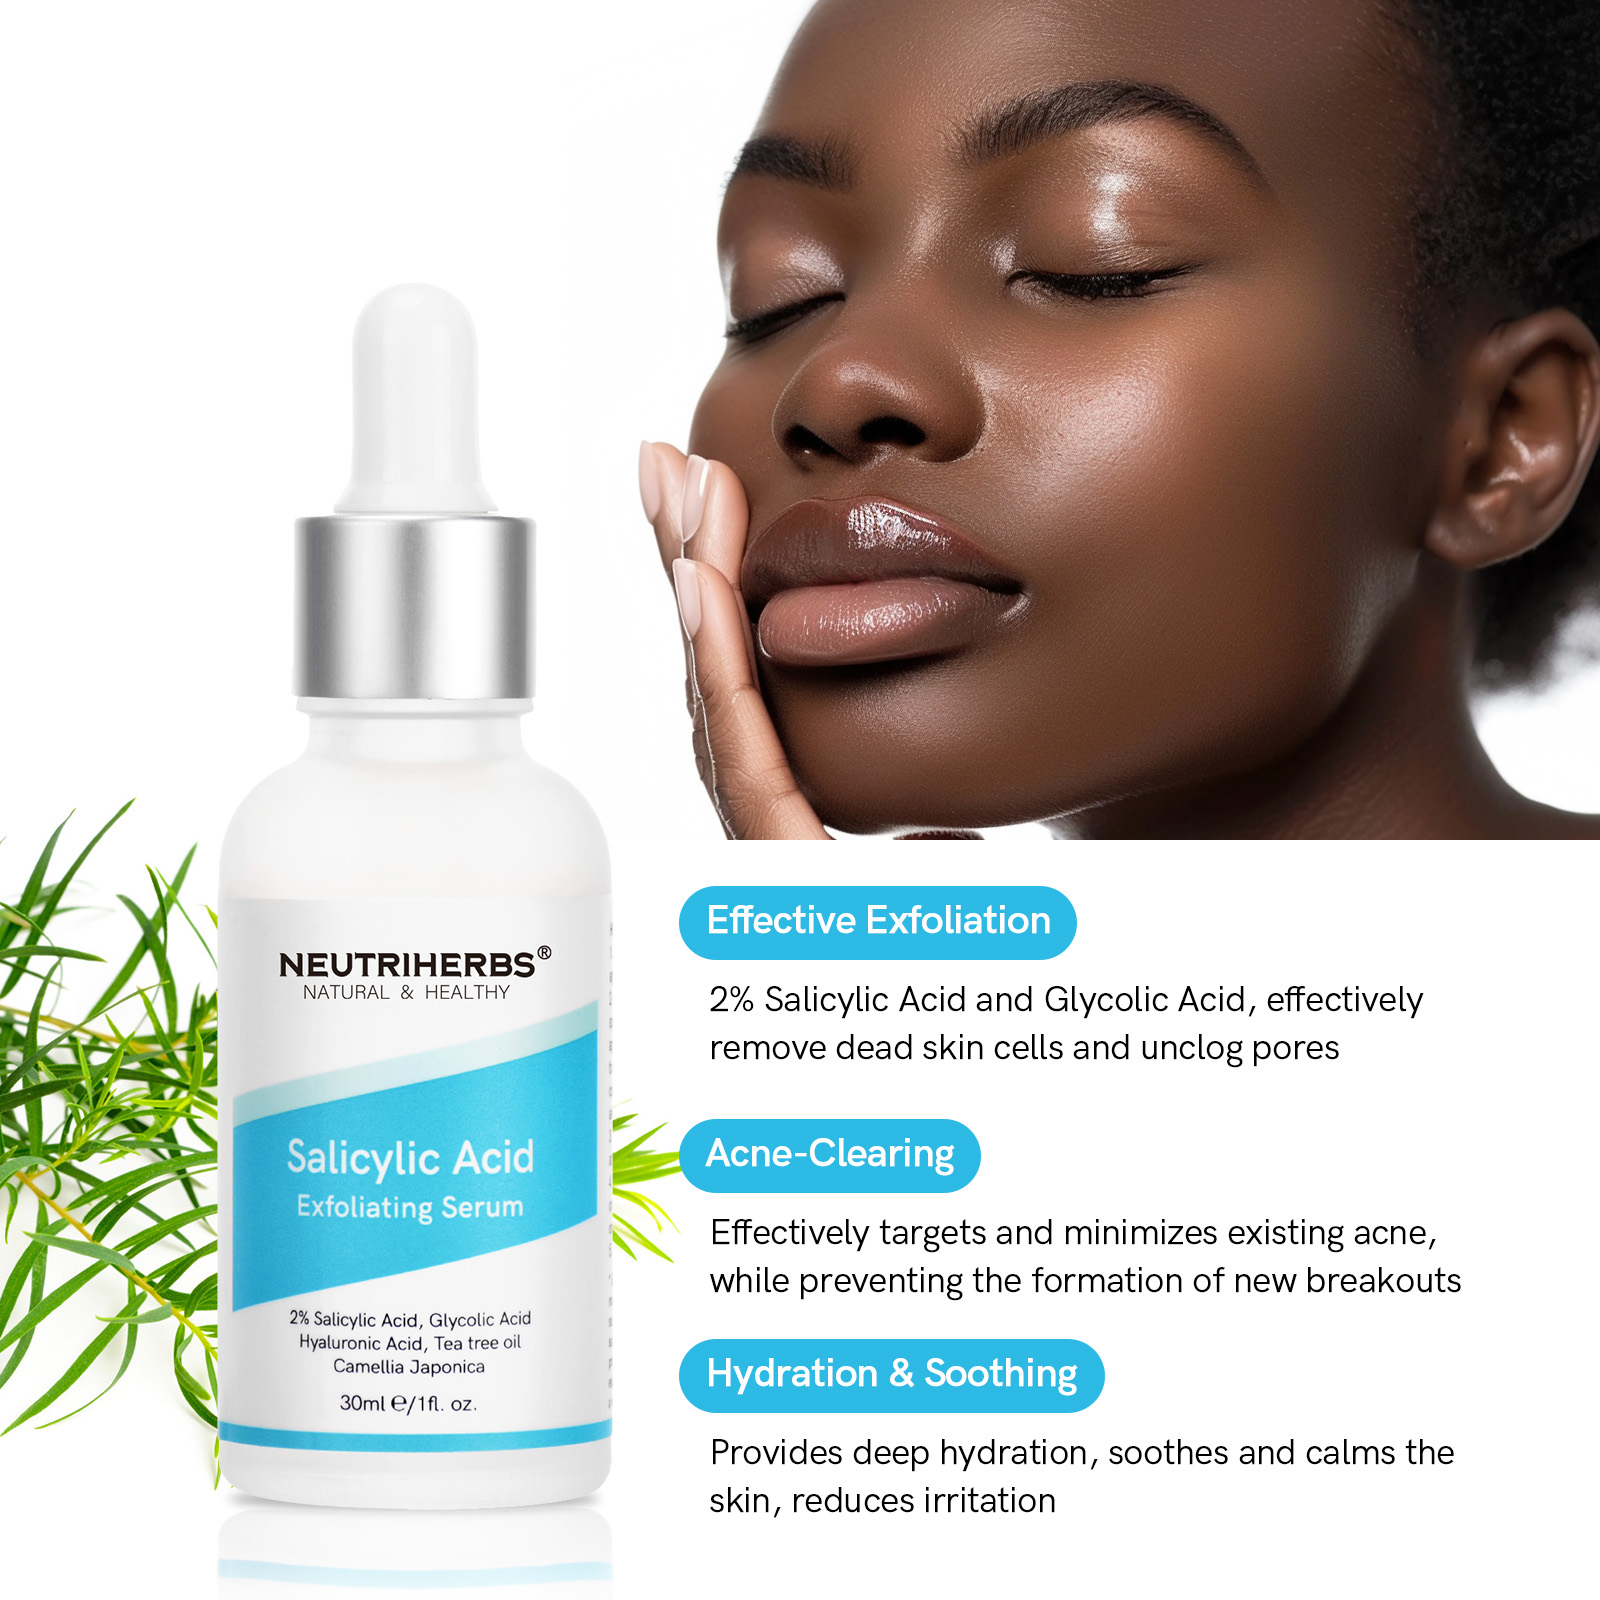 NEUTRIHERBS®
NATURAL & HEALTHY
Salicylic Acid
Exfoliating Serum
2% Salicylic Acid, Glycolic Acid
Hyaluronic Acid, Tea tree oil
Camellia Japonica
30ml ℮/1fl. oz.
Effective Exfoliation
2% Salicylic Acid and Glycolic Acid, effectively
remove dead skin cells and unclog pores
Acne-Clearing
Effectively targets and minimizes existing acne,
while preventing the formation of new breakouts
Hydration & Soothing
Provides deep hydration, soothes and calms the
skin, reduces irritation